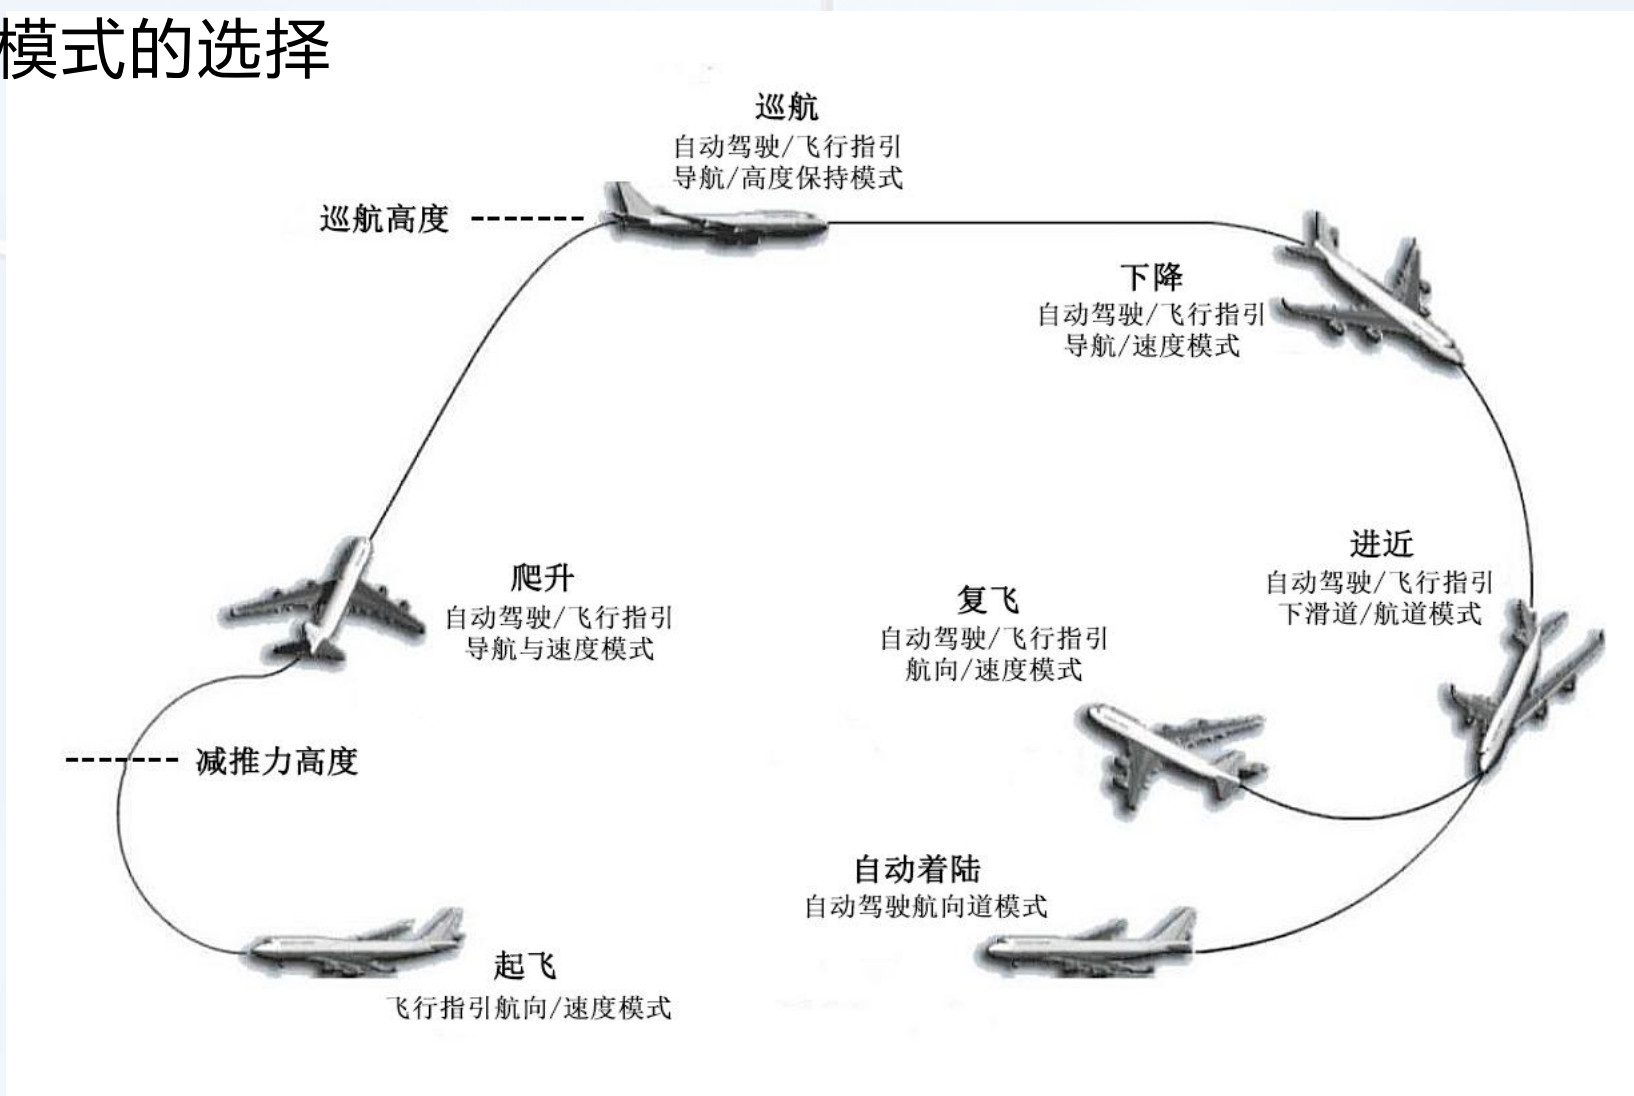 模式的选择
巡航
自动驾驶/飞行指引
导航/高度保持模式
巡航高度
下降
自动驾驶/飞行指引
导航/速度模式
进近
自动驾驶/飞行指引
下滑道/航道模式
爬升
自动驾驶/飞行指引
导航与速度模式
复飞
自动驾驶/飞行指引
航向/速度模式
减推力高度
自动着陆
自动驾驶航向道模式
起飞
飞行指引航向/速度模式